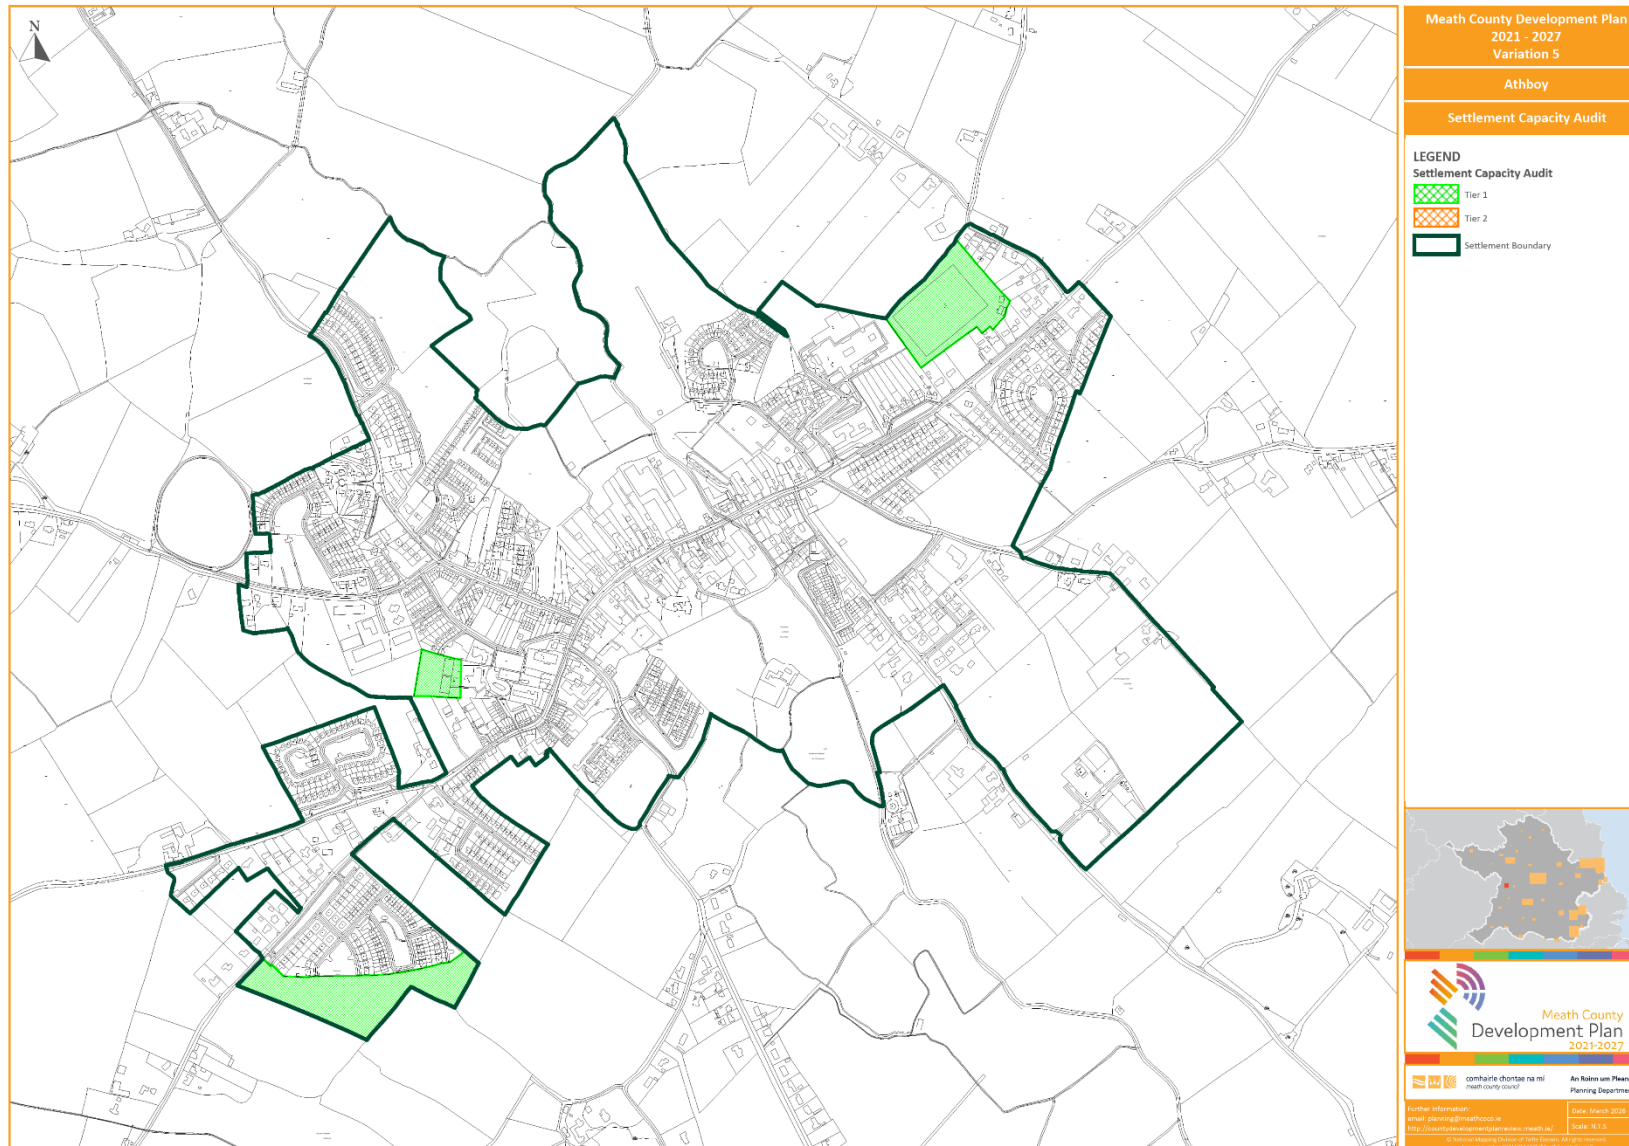 N
Meath County Development Plan
2021 - 2027
Variation 5
Athboy
Settlement Capacity Audit
LEGEND
Settlement Capacity Audit
Tier 1
Tier 2
Settlement Boundary
Meath County
Development Plan
2021-2027
comhairle chontae na mí
meath county council
An Roinn um Plean
Planning Departme
Further Information:
email: planning@meathcoco.ie
http://countydevelopmentplanreview.meath.ie/
Date: March 2026
Scale: N.T.S